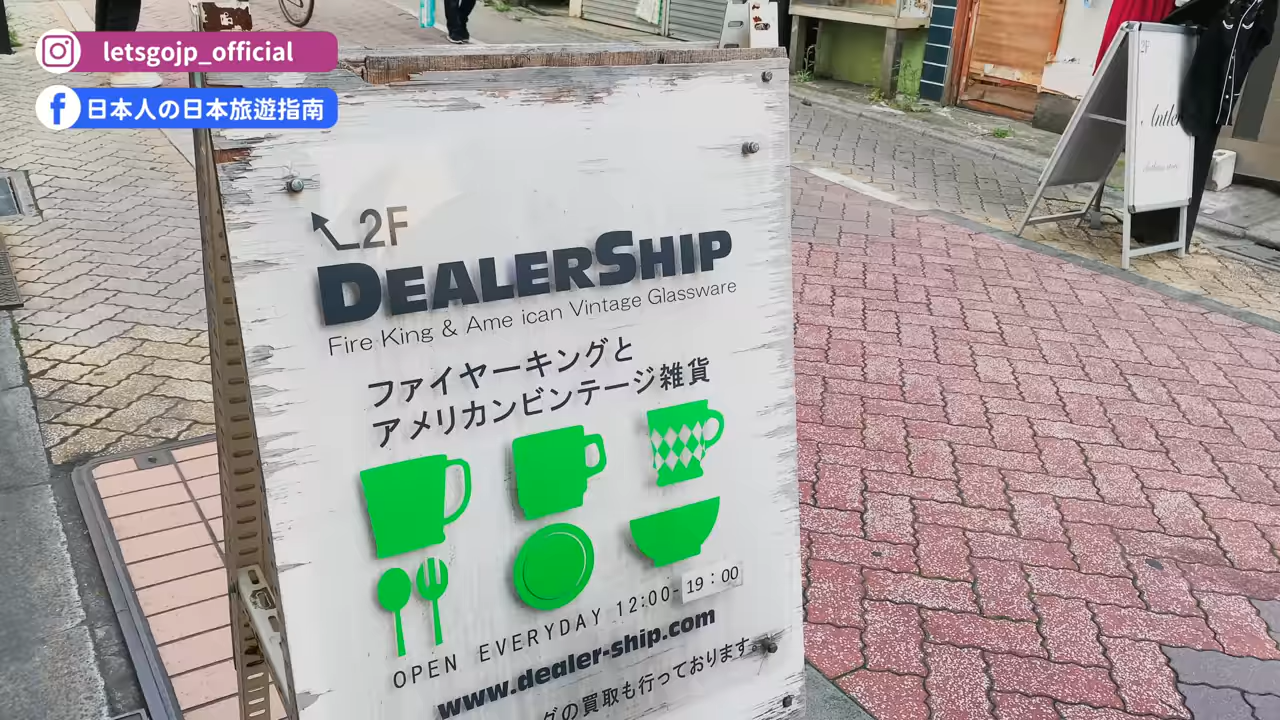 letsgojp_official
日本人の日本旅遊指南
2F
DEALERSHIP
Fire King & Ame ican Vintage Glassware
ファイヤーキングと
アメリカンビンテージ雑貨
OPEN EVERYDAY 12:00-19:00
www.dealer-ship.com
グの買取も行っております。
2F
Antler